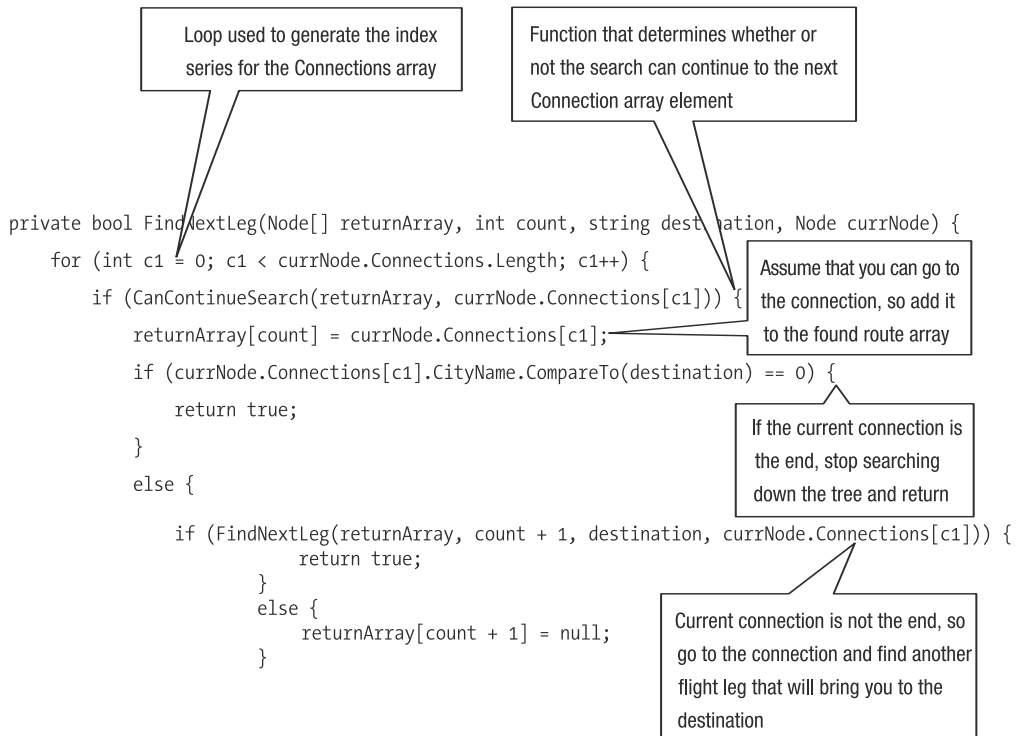 Loop used to generate the index
series for the Connections array
Function that determines whether or
not the search can continue to the next
Connection array element
private bool FindNextLeg(Node[] returnArray, int count, string destination, Node currNode) {
for (int c1 = 0; c1 < currNode.Connections.Length; c1++) {
if (CanContinueSearch(returnArray, currNode.Connections[c1])) {
Assume that you can go to
the connection, so add it
to the found route array
returnArray[count] = currNode.Connections[c1];
if (currNode.Connections[c1].CityName.CompareTo(destination) == 0) {
return true;
}
If the current connection is
the end, stop searching
down the tree and return
else {
if (FindNextLeg(returnArray, count + 1, destination, currNode.Connections[c1])) {
return true;
}
else {
returnArray[count + 1] = null;
}
Current connection is not the end, so
go to the connection and find another
flight leg that will bring you to the
destination